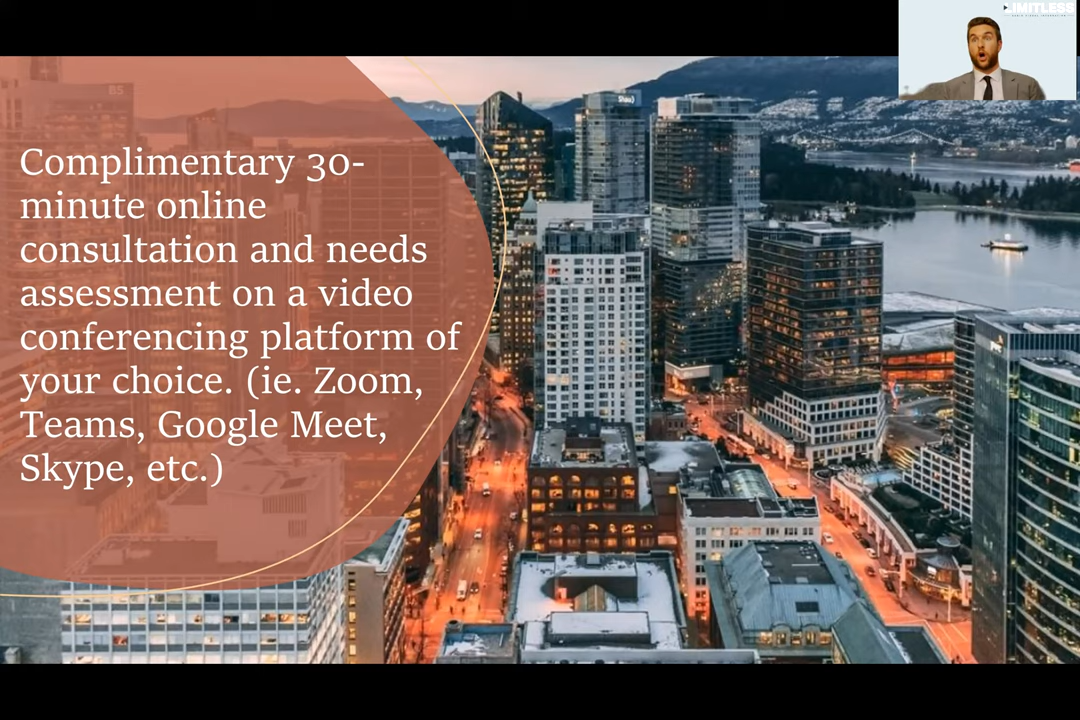 LIMITLESS
Complimentary 30-
minute online
consultation and needs
assessment on a video
conferencing platform of
your choice. (ie. Zoom,
Teams, Google Meet,
Skype, etc.)